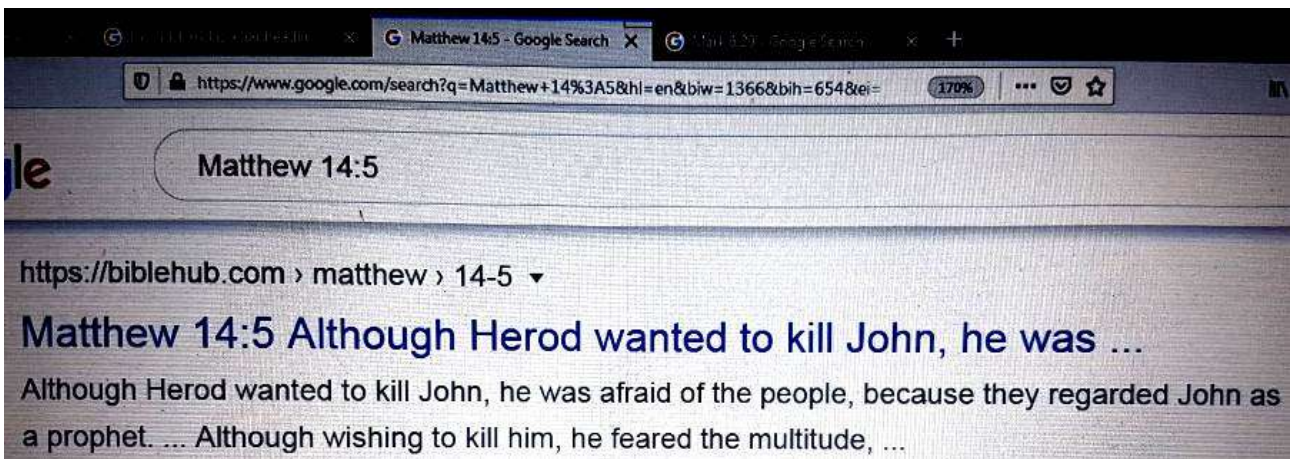 Matthew 14:5 - Google Search
https://www.google.com/search?q=Matthew+14%3A5&hl=en&biw=1366&bih=654&ei=
170%
le Matthew 14:5
https://biblehub.com › matthew › 14-5
Matthew 14:5 Although Herod wanted to kill John, he was ...
Although Herod wanted to kill John, he was afraid of the people, because they regarded John as
a prophet. ... Although wishing to kill him, he feared the multitude, ...